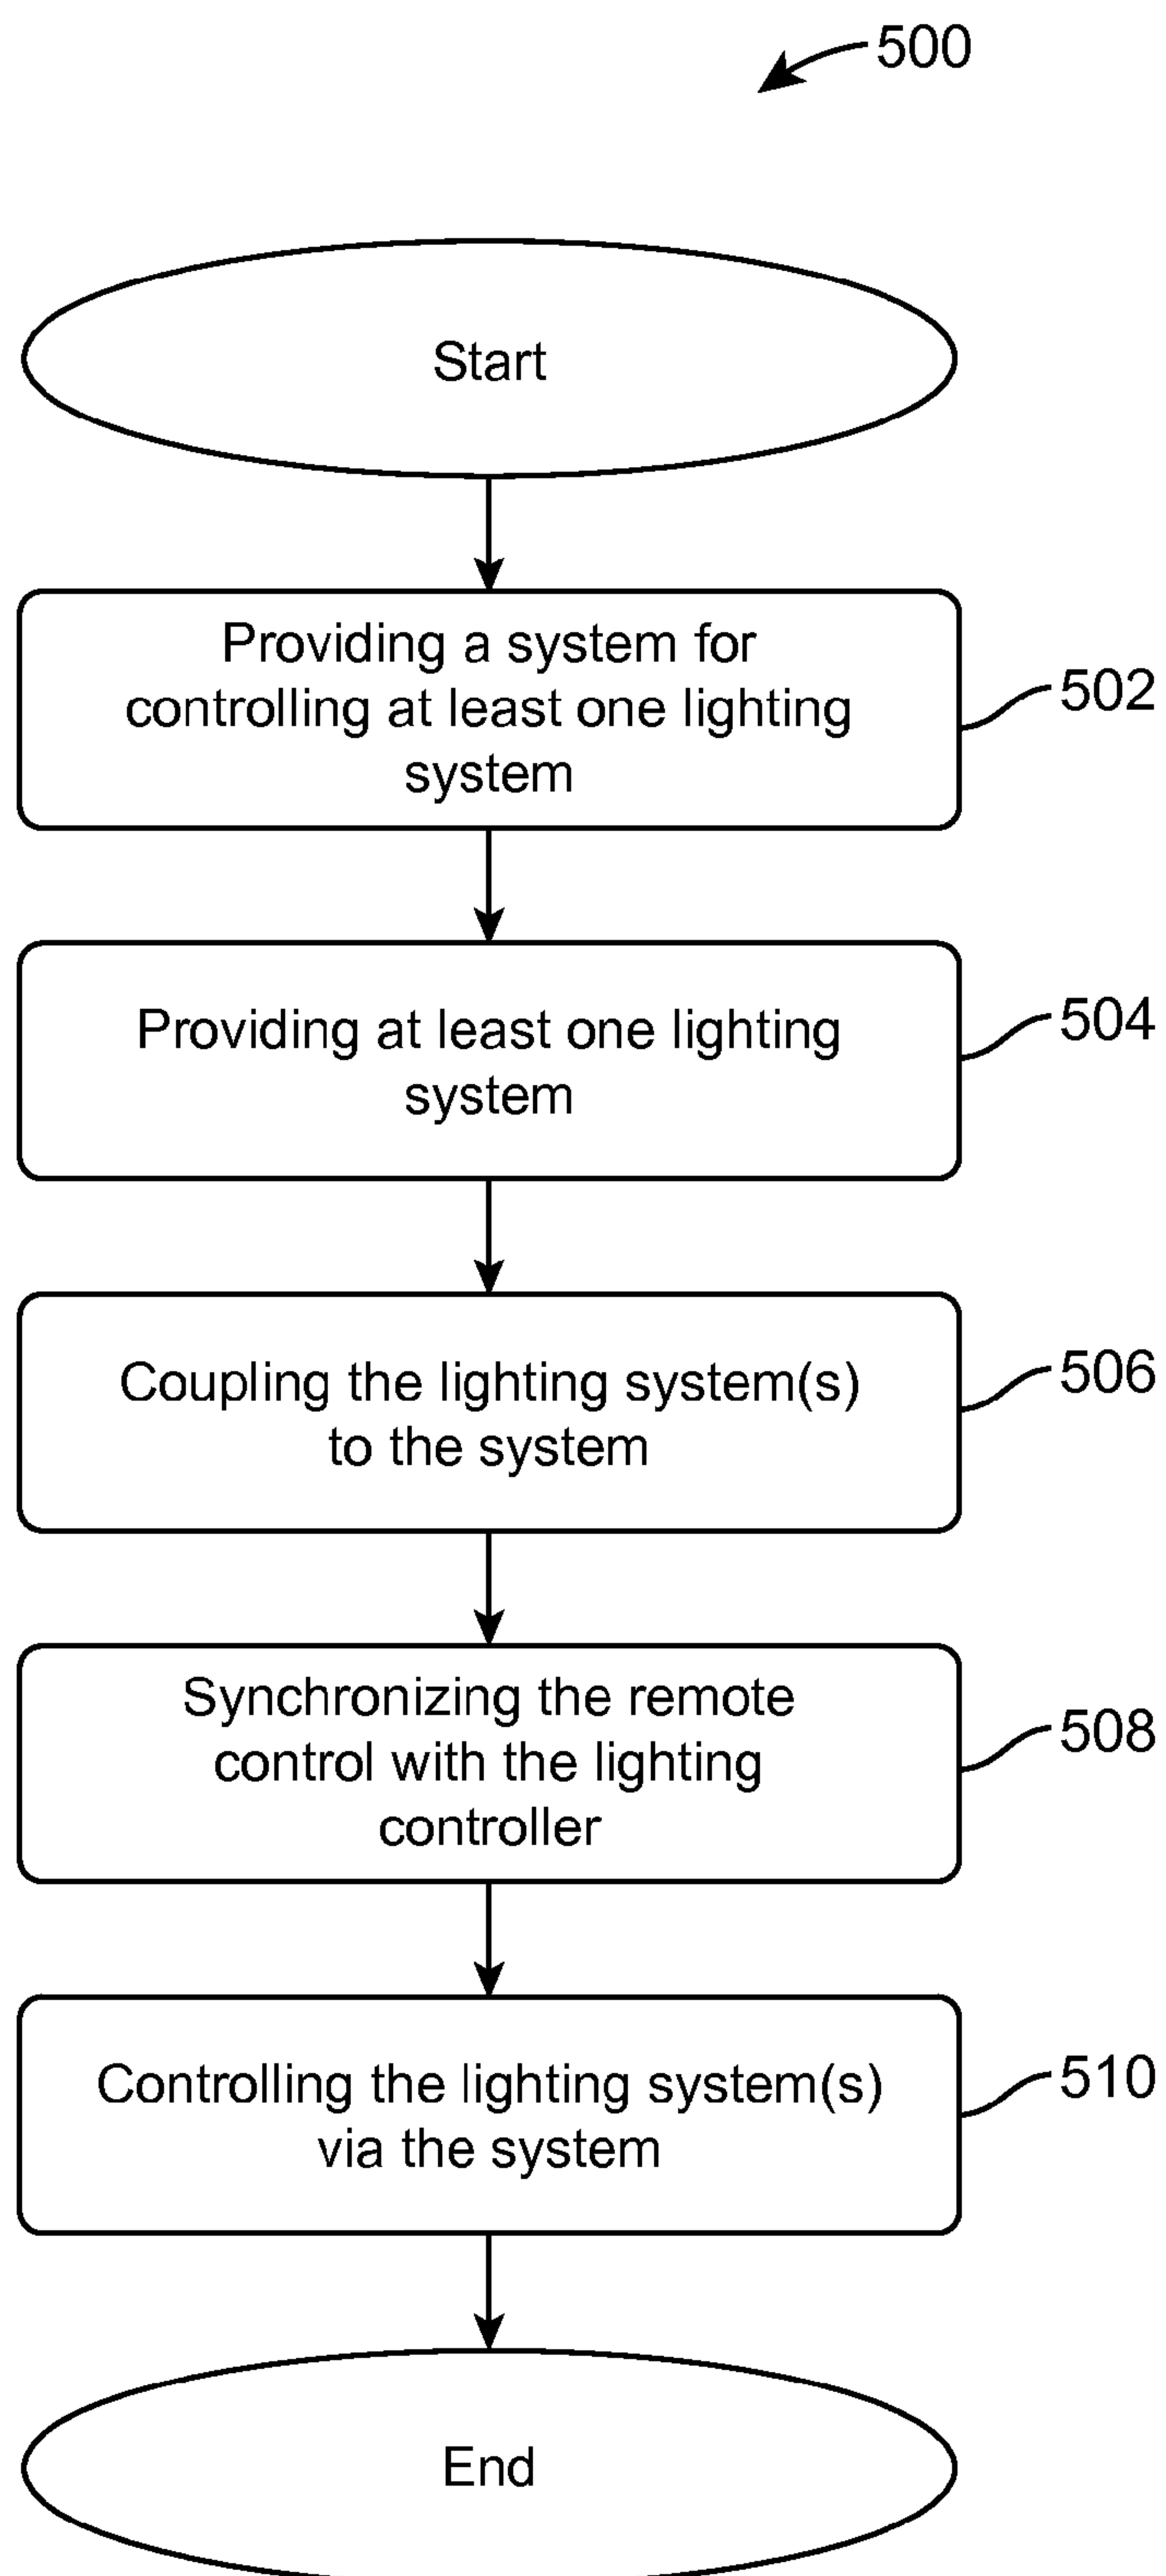 500
Start
Providing a system for
controlling at least one lighting
system
502
Providing at least one lighting
system
504
Coupling the lighting system(s)
to the system
506
Synchronizing the remote
control with the lighting
controller
508
Controlling the lighting system(s)
via the system
510
End